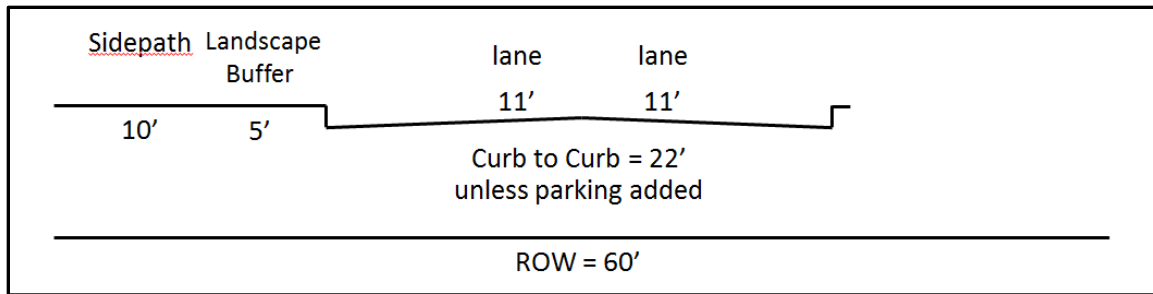 Sidepath
Landscape
Buffer
lane
lane
11’
11’
10’
5’
Curb to Curb = 22’
unless parking added
ROW = 60’